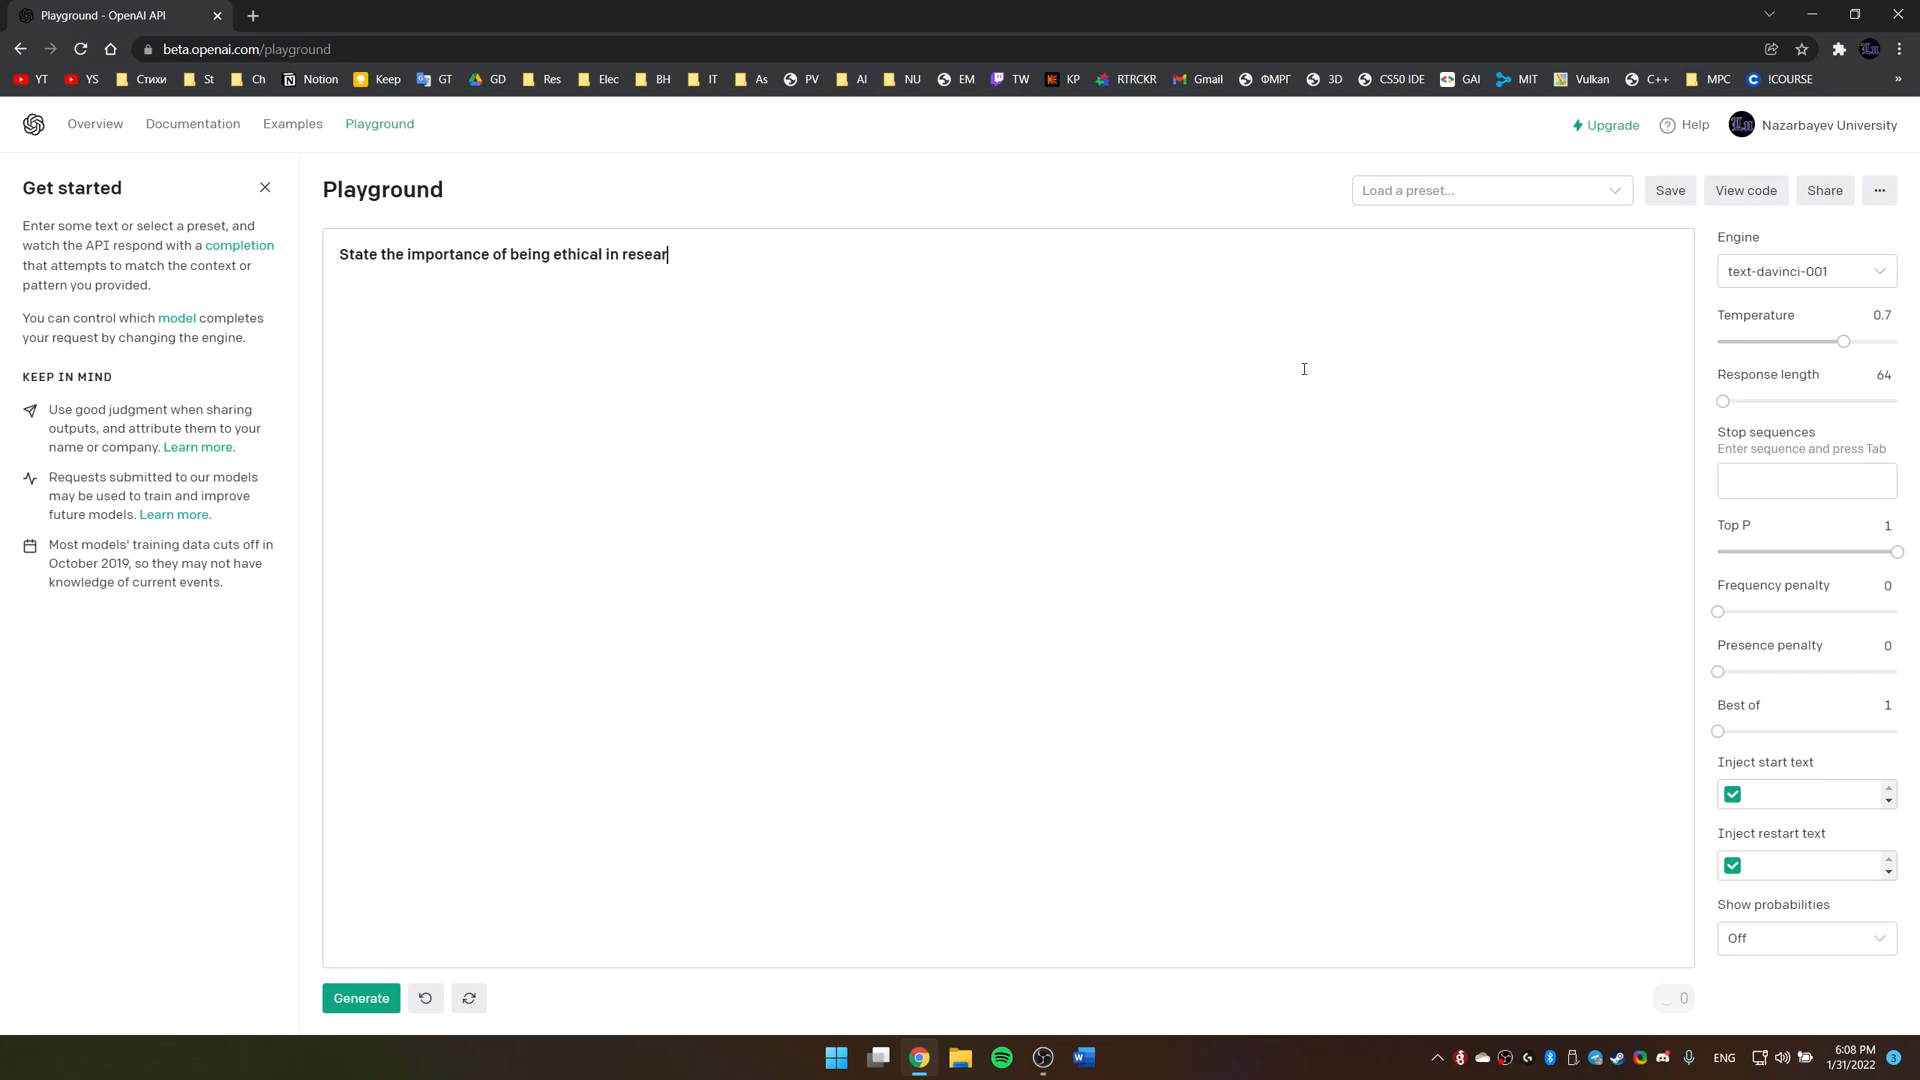 Playground - OpenAI API
beta.openai.com/playground
YT YS Стихи St Ch Notion Keep GT GD Res Elec BH IT As PV AI NU EM TW KP RTRCKR Gmail ФМРГ 3D CS50 IDE GAI MIT Vulkan C++ MPC !COURSE »
Overview Documentation Examples Playground Upgrade Help Nazarbayev University
Get started
Enter some text or select a preset, and
watch the API respond with a completion
that attempts to match the context or
pattern you provided.
You can control which model completes
your request by changing the engine.
KEEP IN MIND
Use good judgment when sharing
outputs, and attribute them to your
name or company. Learn more.
Requests submitted to our models
may be used to train and improve
future models. Learn more.
Most models' training data cuts off in
October 2019, so they may not have
knowledge of current events.
Playground
Load a preset... Save View code Share ...
State the importance of being ethical in resear
Generate
0
Engine
text-davinci-001
Temperature 0.7
Response length 64
Stop sequences
Enter sequence and press Tab
Top P 1
Frequency penalty 0
Presence penalty 0
Best of 1
Inject start text
Inject restart text
Show probabilities
Off
ENG
6:08 PM
1/31/2022
3